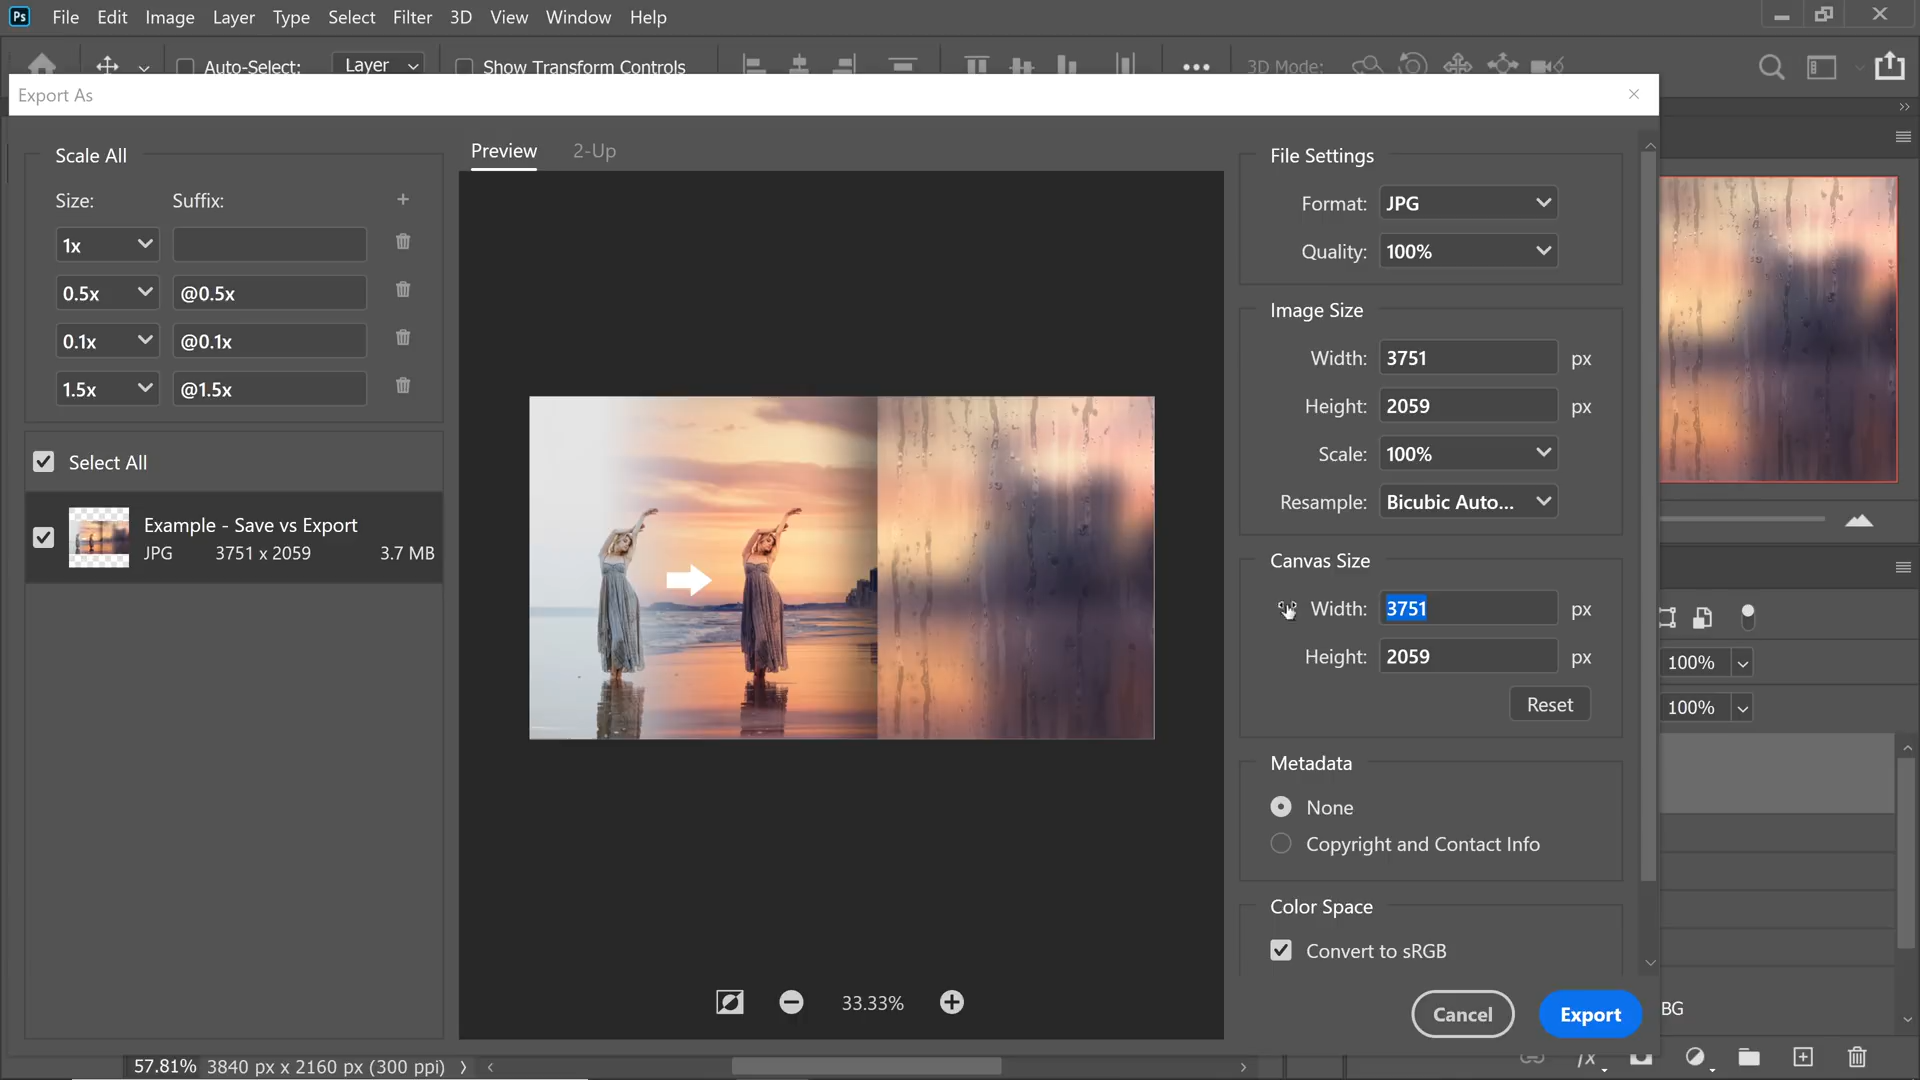 Ps File Edit Image Layer Type Select Filter 3D View Window Help
Auto-Select: Layer Show Transform Controls 3D Mode:
Export As
Scale All
Size: Suffix:
1x
0.5x @0.5x
0.1x @0.1x
1.5x @1.5x
Select All
Example - Save vs Export
JPG 3751 x 2059 3.7 MB
Preview 2-Up
33.33%
File Settings
Format: JPG
Quality: 100%
Image Size
Width: 3751 px
Height: 2059 px
Scale: 100%
Resample: Bicubic Auto...
Canvas Size
Width: 3751 px
Height: 2059 px
Reset
Metadata
None
Copyright and Contact Info
Color Space
Convert to sRGB
Cancel Export
100%
100%
BG
57.81% 3840 px x 2160 px (300 ppi)
fx